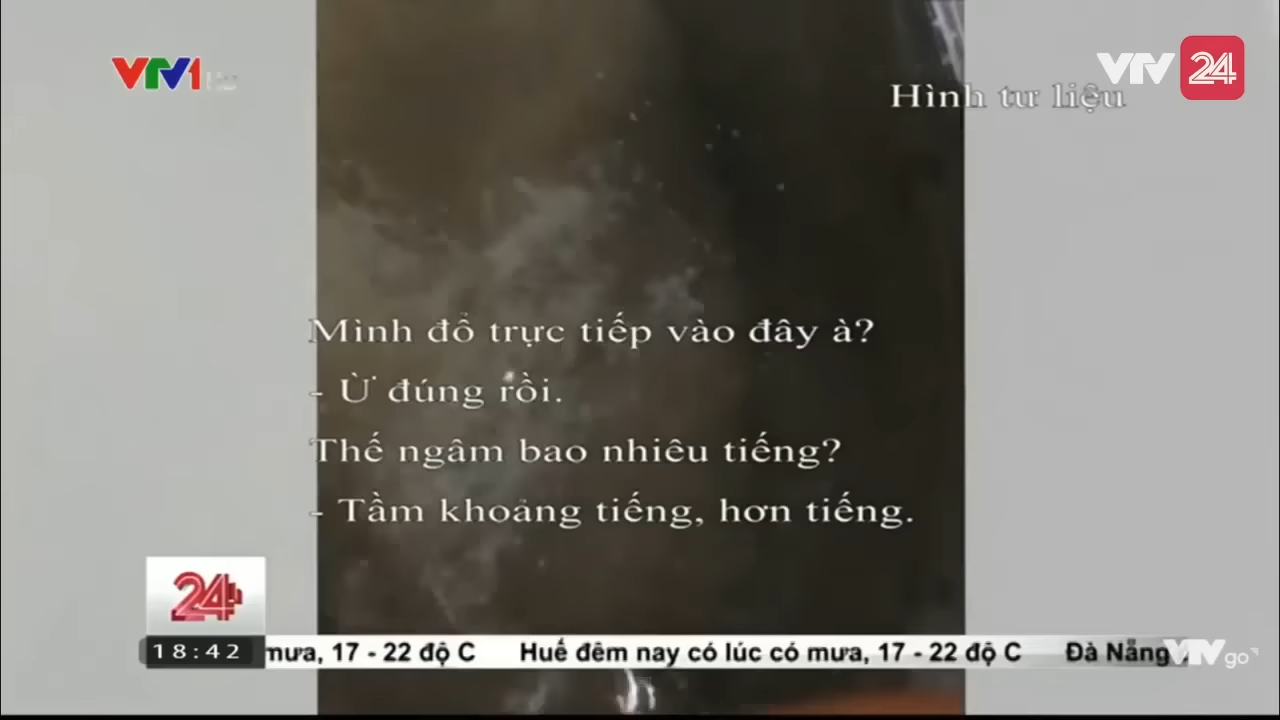 VTV1
VTV 24
Hình tư liệu
Mình đổ trực tiếp vào đây à?
- Ừ đúng rồi.
Thế ngâm bao nhiêu tiếng?
- Tầm khoảng tiếng, hơn tiếng.
24
18:42 mưa, 17 - 22 độ C Huế đêm nay có lúc có mưa, 17 - 22 độ C Đà Nẵng
VTV go